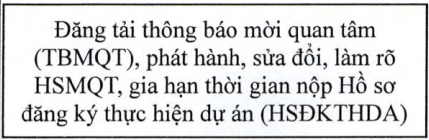 Đăng tải thông báo mời quan tâm
(TBMQT), phát hành, sửa đổi, làm rõ
HSMQT, gia hạn thời gian nộp Hồ sơ
đăng ký thực hiện dự án (HSĐKTHDA)